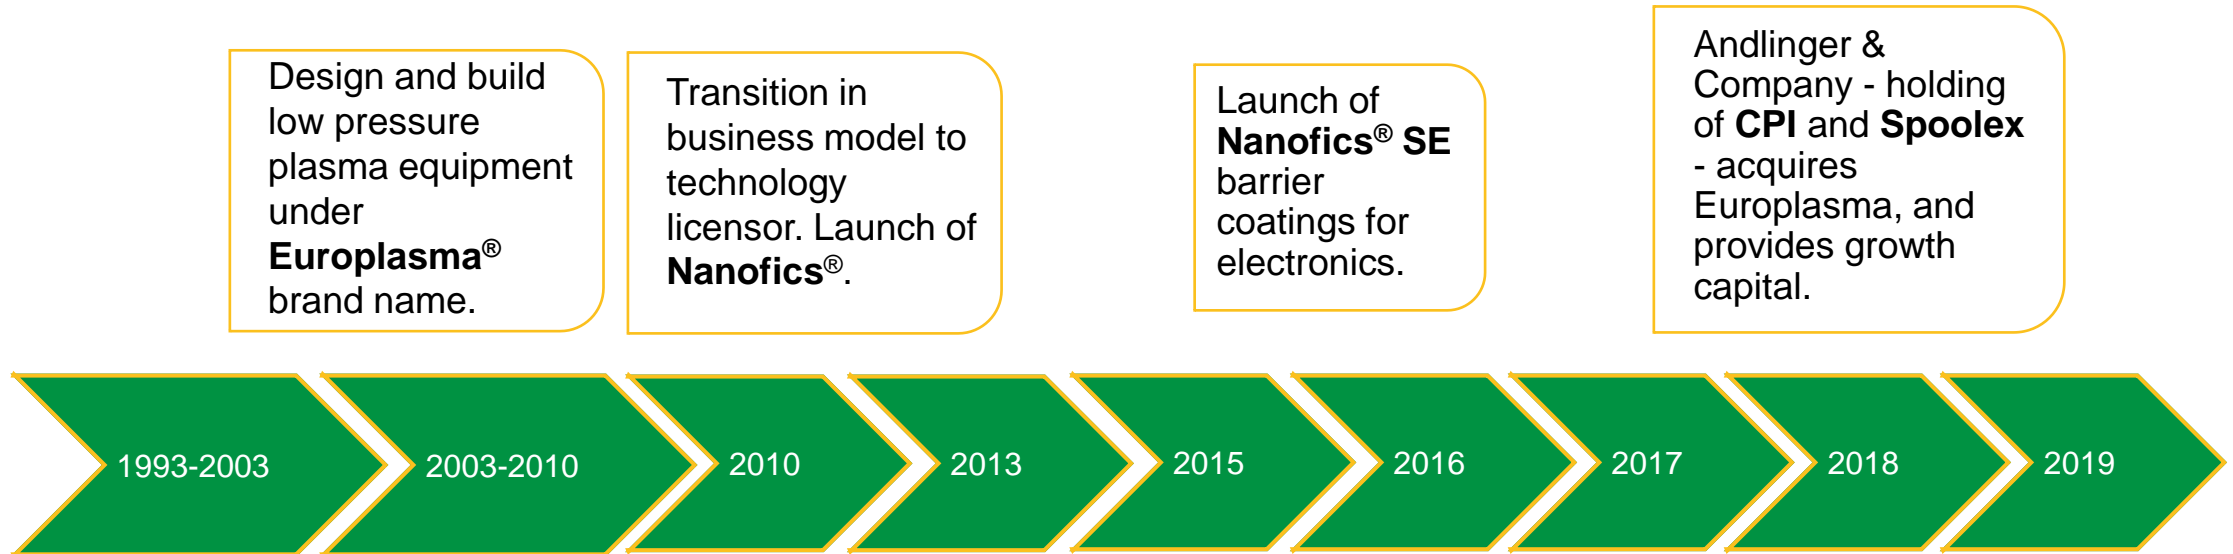 Design and build
low pressure
plasma equipment
under
Europlasma®
brand name.
Transition in
business model to
technology
licensor. Launch of
Nanofics®.
Launch of
Nanofics® SE
barrier
coatings for
electronics.
Andlinger &
Company - holding
of CPI and Spoolex
- acquires
Europlasma, and
provides growth
capital.
1993-2003
2003-2010
2010
2013
2015
2016
2017
2018
2019